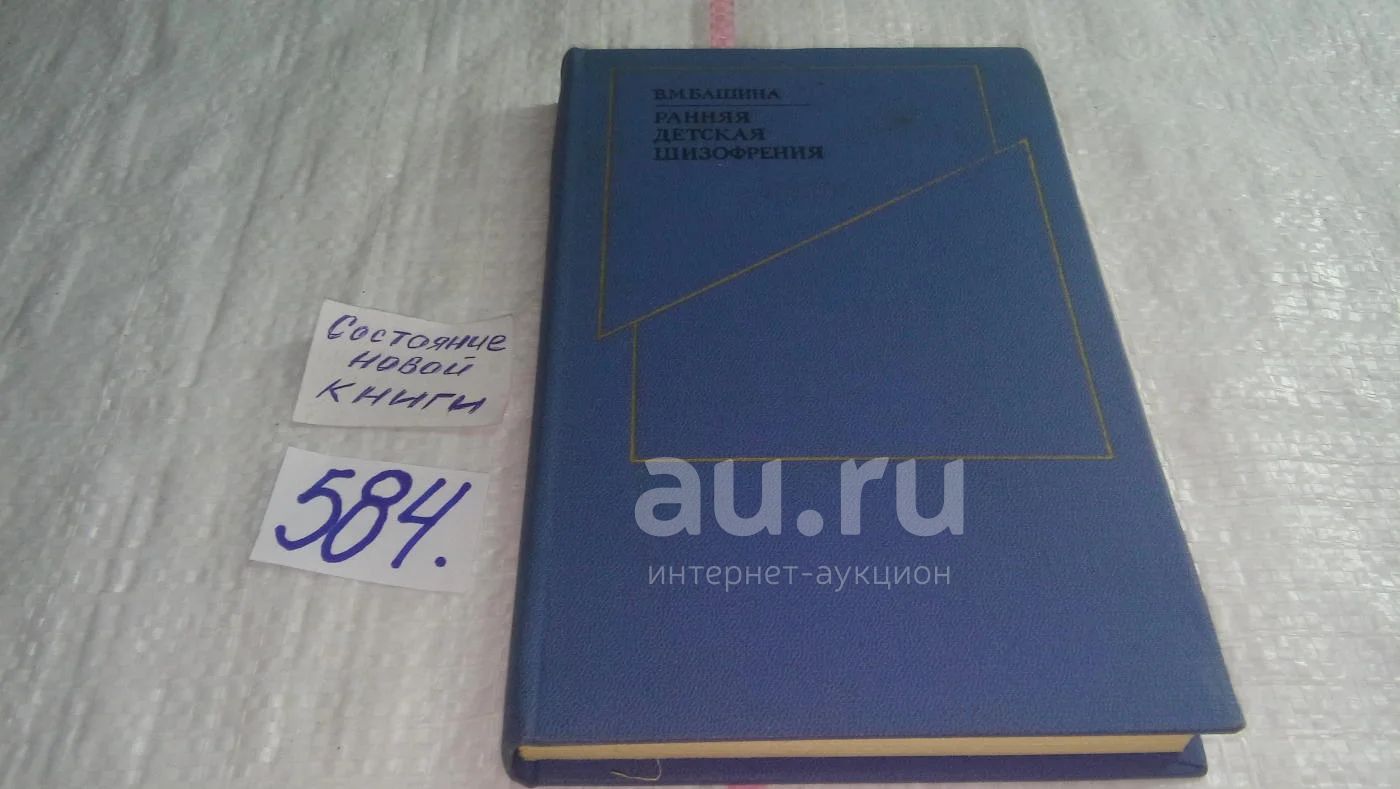 В.М.БАШИНА
РАННЯЯ
ДЕТСКАЯ
ШИЗОФРЕНИЯ
Состояние
новой
книги
584.
au.ru
интернет-аукцион